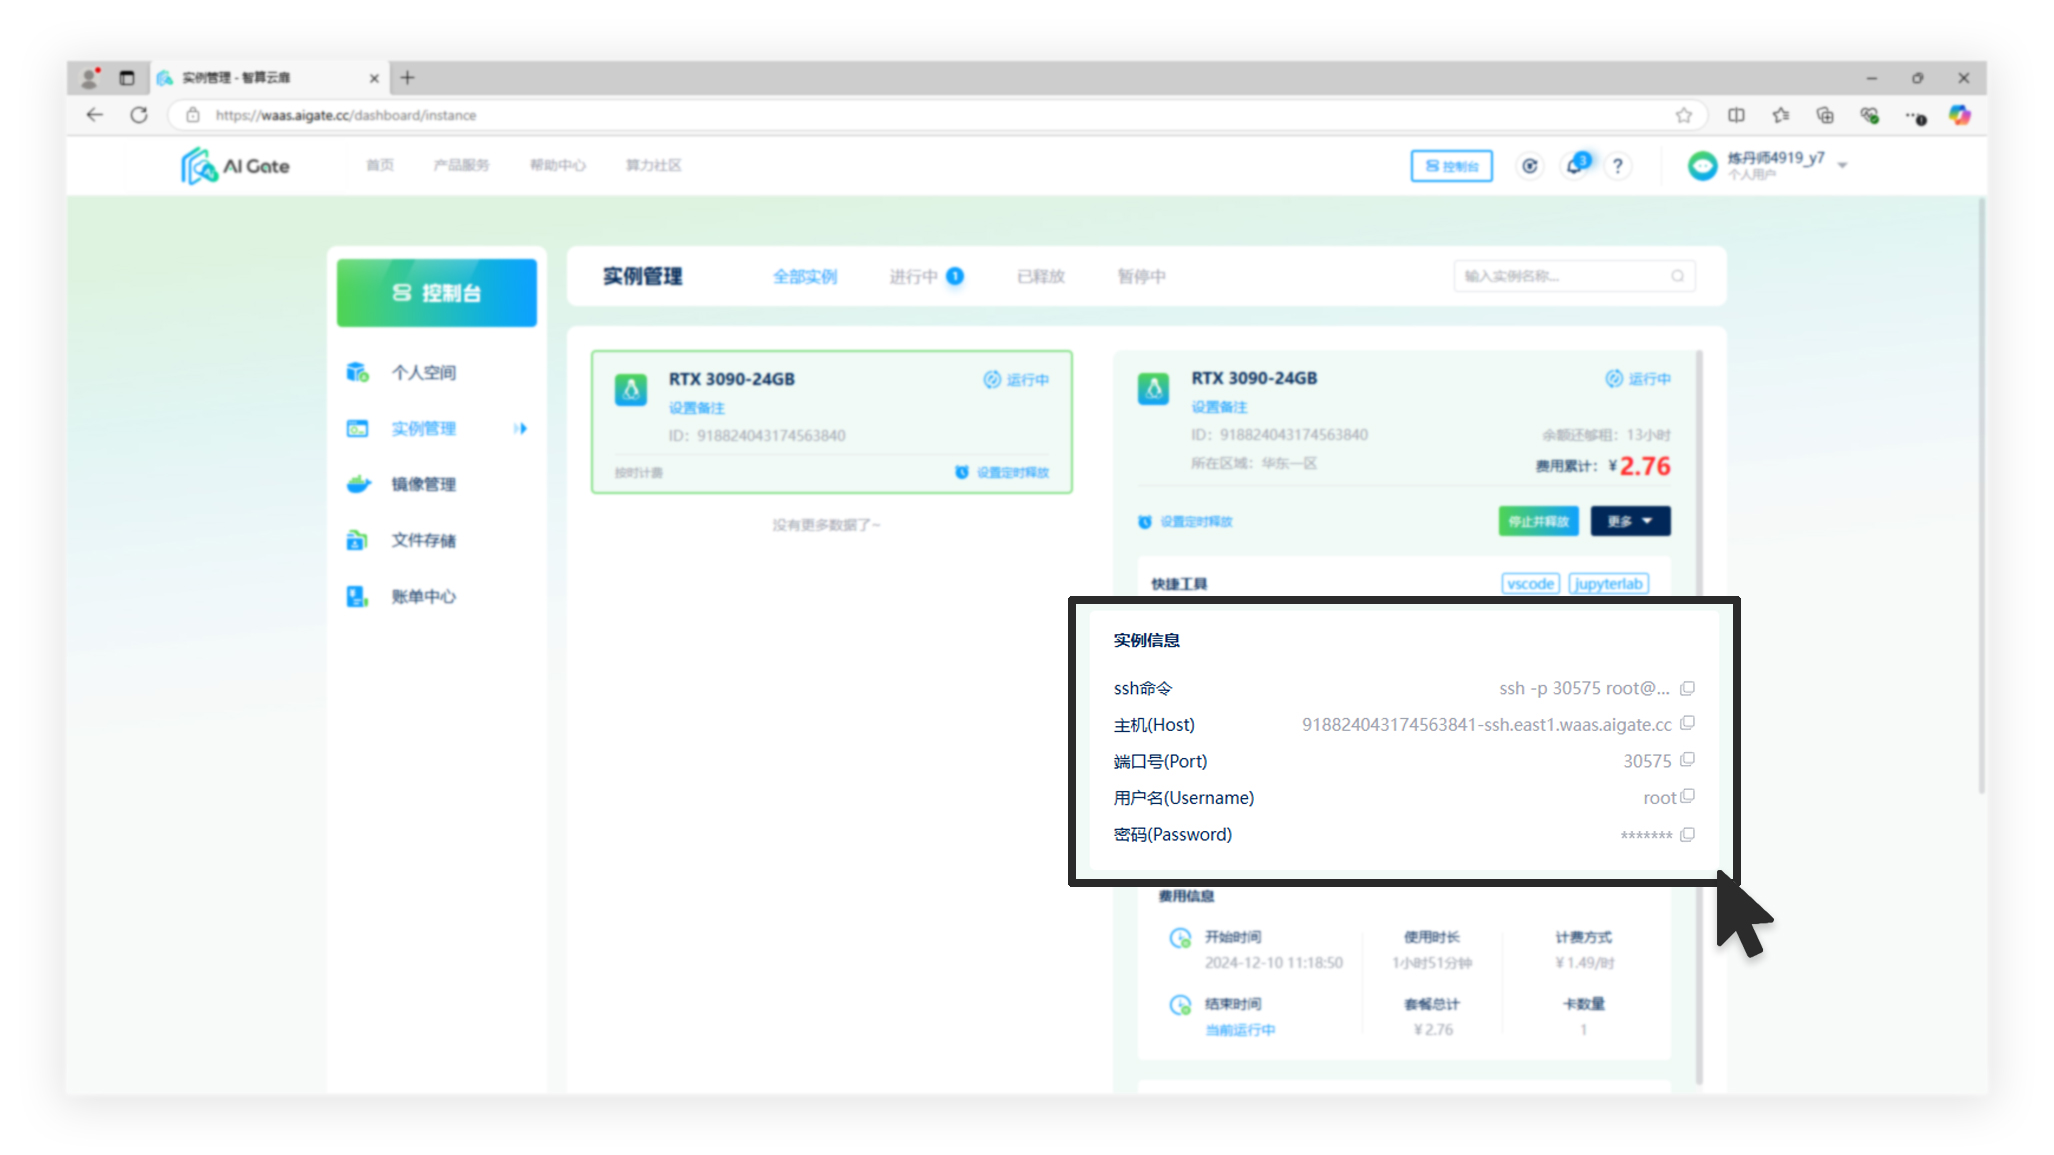 实例管理 - 智算云扉
https://waas.aigate.cc/dashboard/instance
AI Gate
首页
产品服务
帮助中心
算力社区
控制台
3
?
炼丹师4919_y7
个人用户
控制台
个人空间
实例管理
镜像管理
文件存储
账单中心
实例管理
全部实例
进行中 1
已释放
暂停中
输入实例名称...
RTX 3090-24GB
运行中
设置备注
ID: 918824043174563840
按时计费
设置定时释放
没有更多数据了~
RTX 3090-24GB
运行中
设置备注
ID: 918824043174563840
余额还够租: 13小时
所在区域: 华东一区
费用累计: ¥2.76
设置定时释放
停止并释放
更多
快捷工具
vscode
jupyterlab
实例信息
ssh命令
ssh -p 30575 root@...
主机(Host)
918824043174563841-ssh.east1.waas.aigate.cc
端口号(Port)
30575
用户名(Username)
root
密码(Password)
*******
费用信息
开始时间
使用时长
计费方式
2024-12-10 11:18:50
1小时51分钟
¥1.49/时
结束时间
套餐总计
卡数量
当前运行中
¥2.76
1